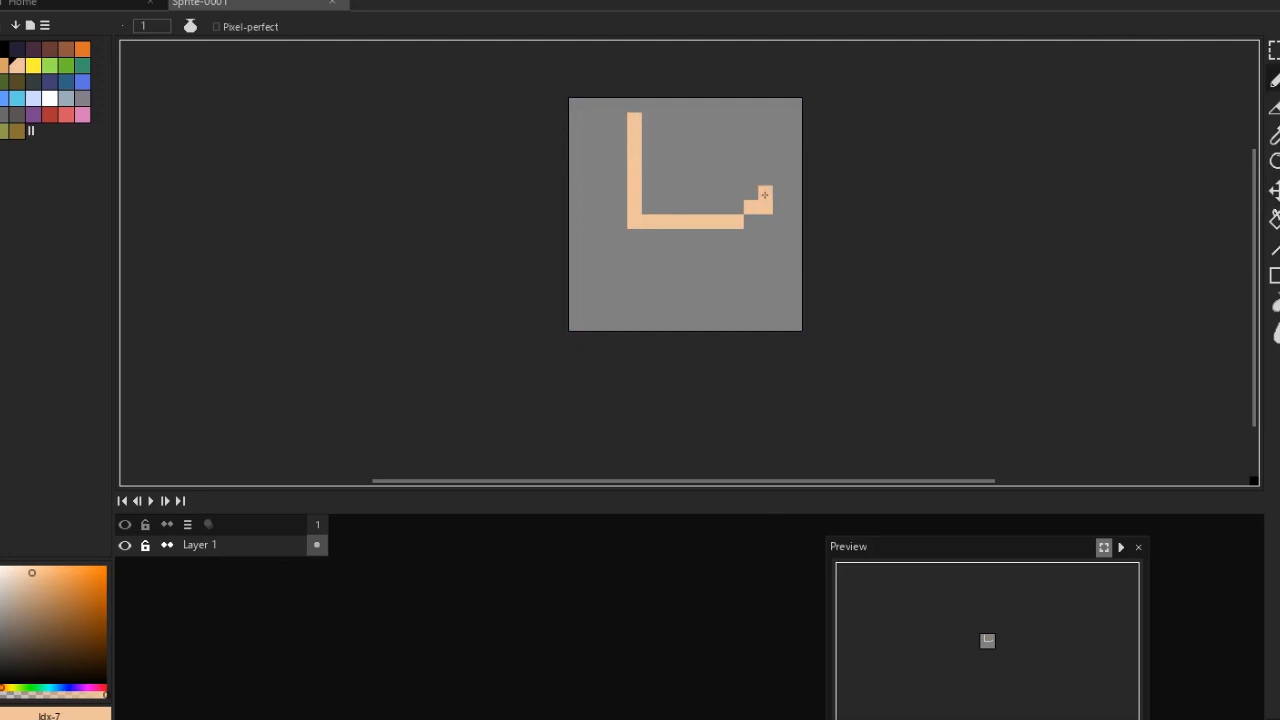 Home
Sprite-0001
1
Pixel-perfect
1
Layer 1
Preview
Idx-7